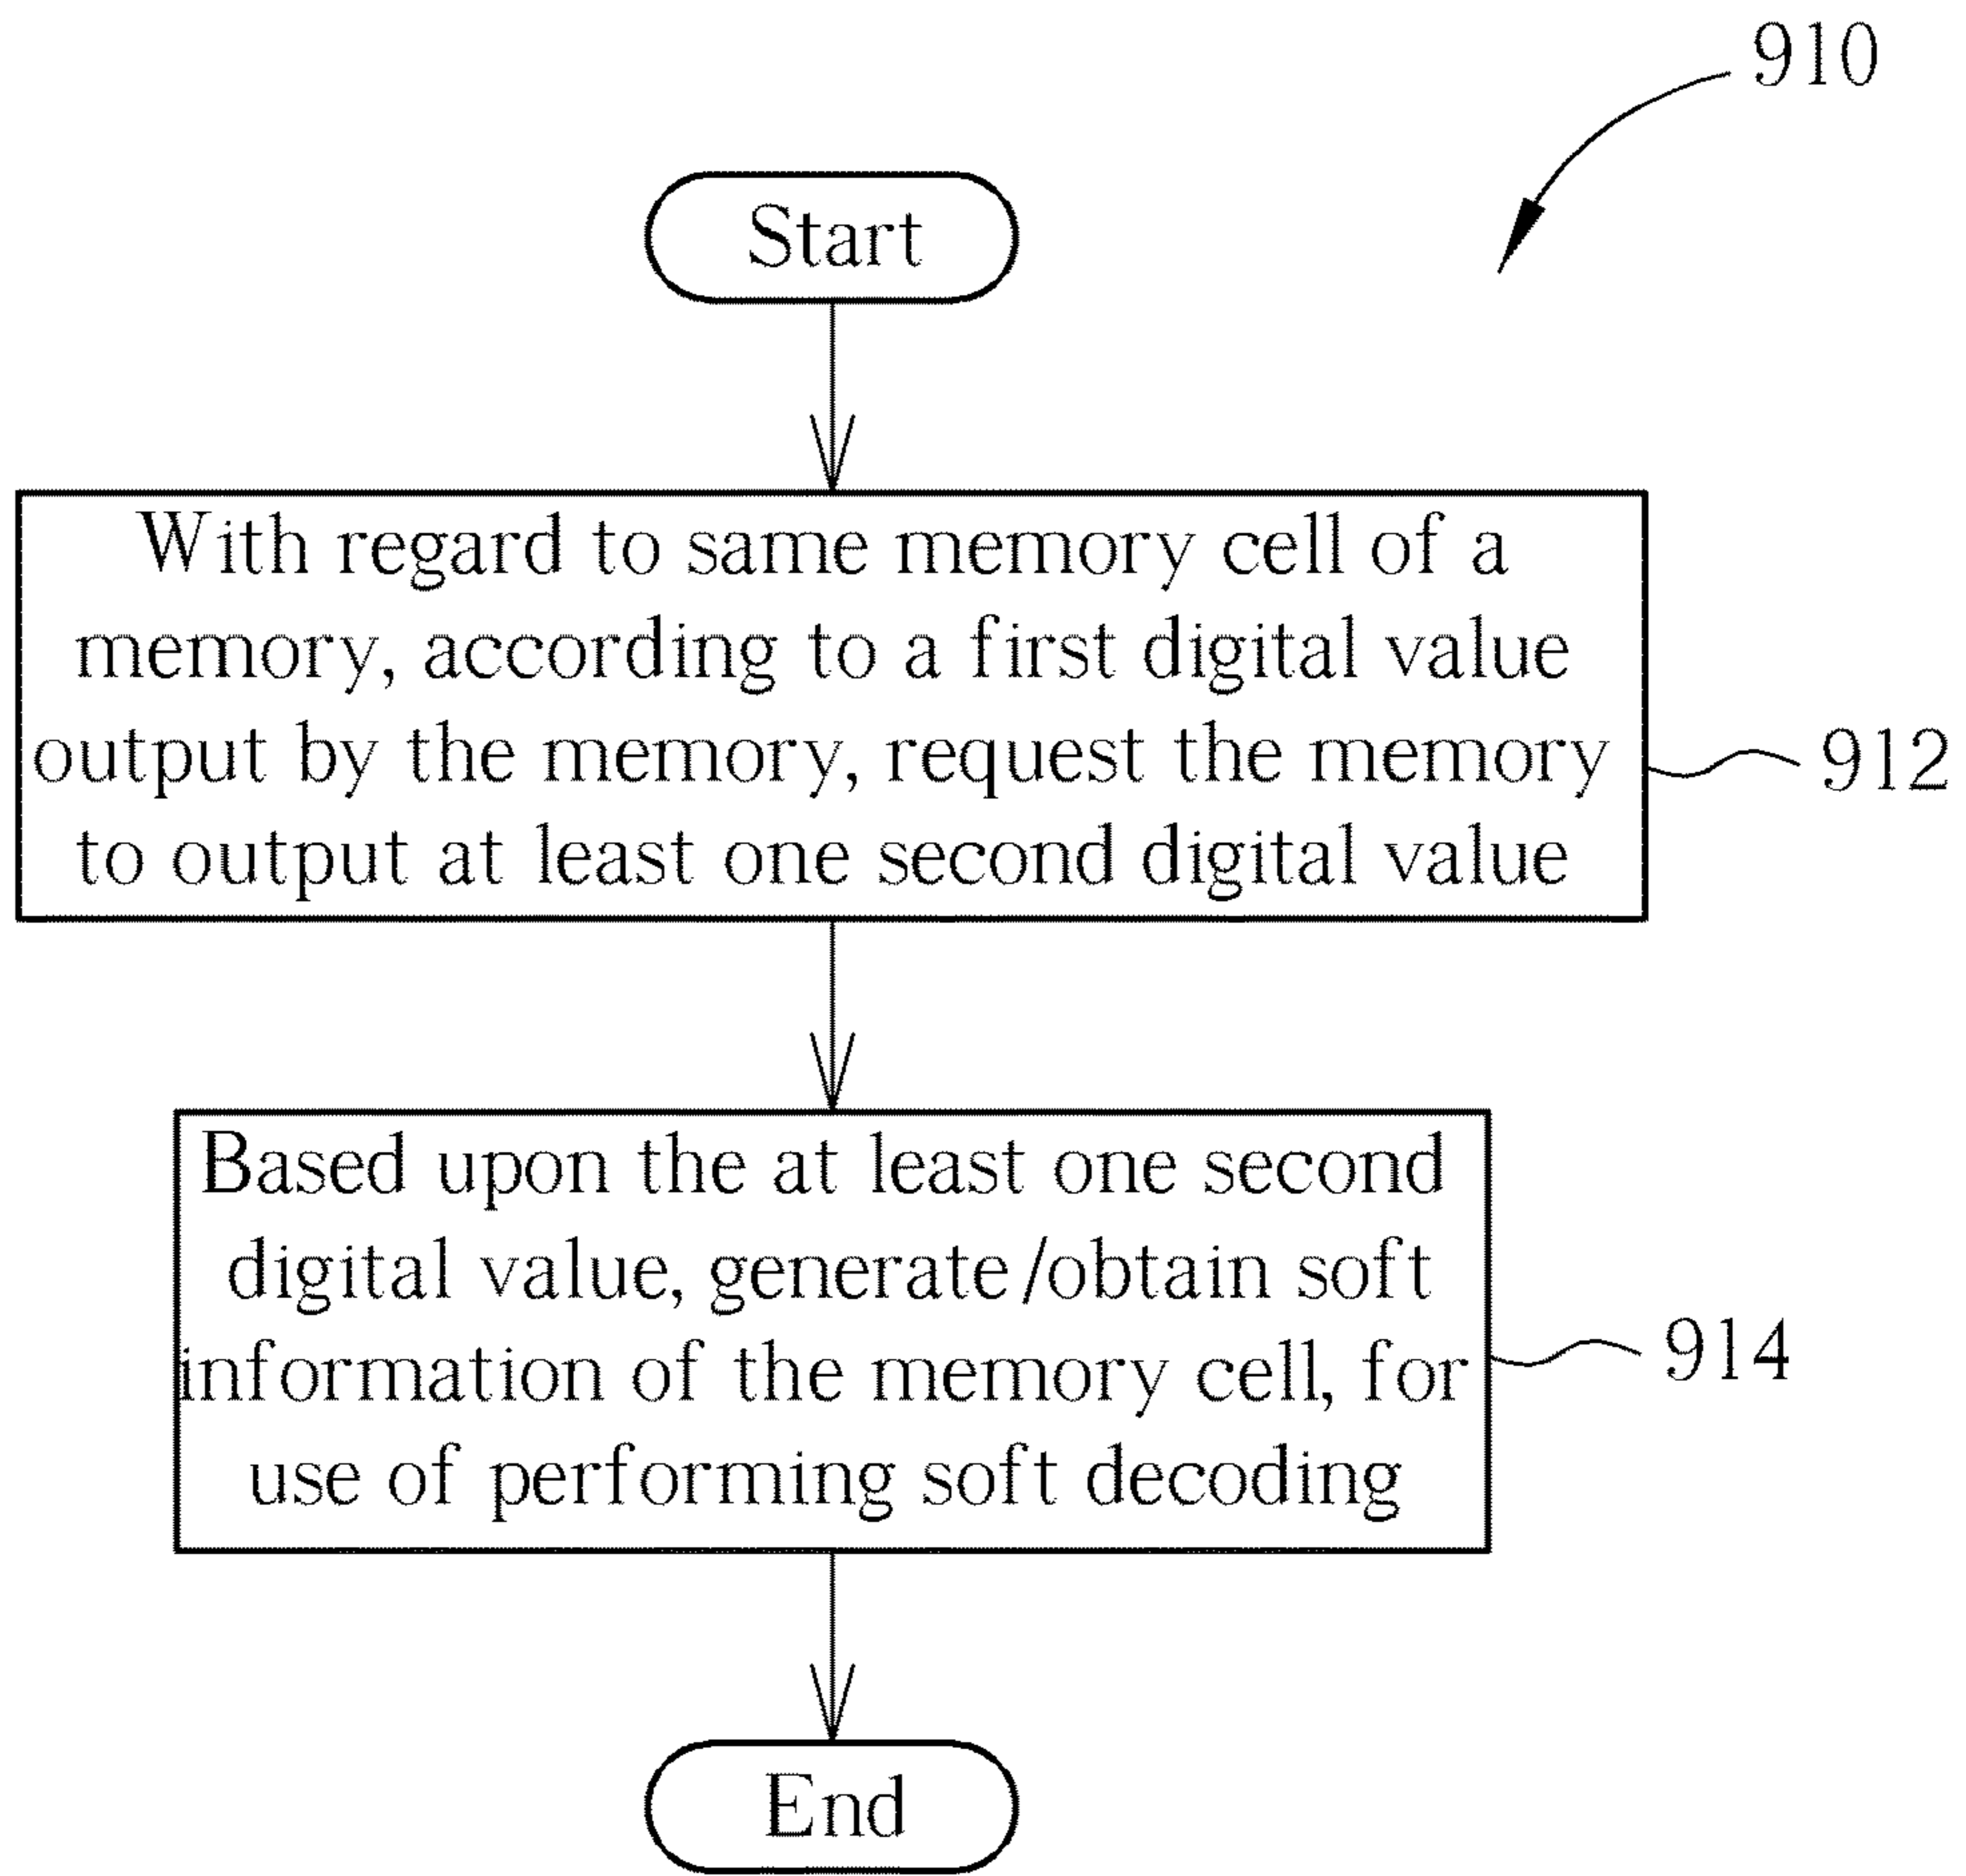 910
Start
With regard to same memory cell of a
memory, according to a first digital value
output by the memory, request the memory
to output at least one second digital value
912
Based upon the at least one second
digital value, generate/obtain soft
information of the memory cell, for
use of performing soft decoding
914
End